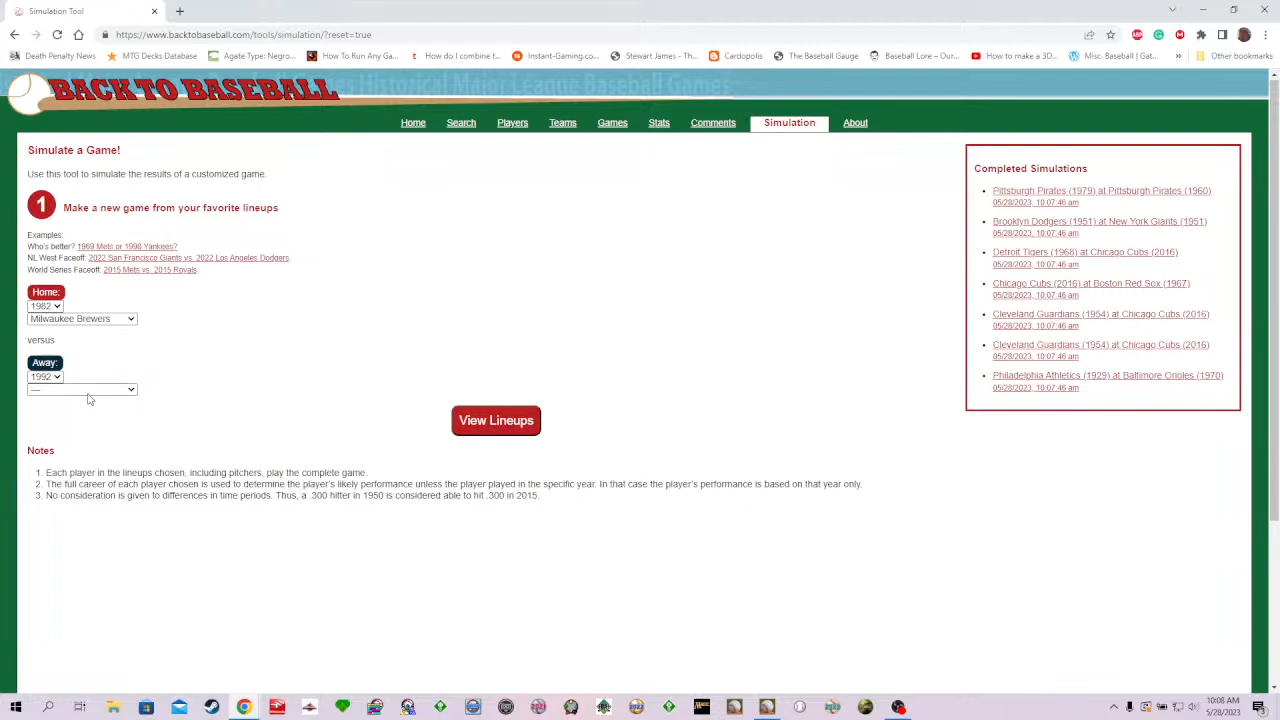 Simulation Tool
https://www.backtobaseball.com/tools/simulation/?reset=true
Death Penalty News
MTG Decks Database
Agate Type: Negro...
How To Run Any Ga...
How do I combine t...
Instant-Gaming.co...
Stewart James - Th...
Cardopolis
The Baseball Gauge
Baseball Lore – Our...
How to make a 3D...
Misc. Baseball | Gat...
Other bookmarks
BACK TO BASEBALL
Historical Major League Baseball Games
Home
Search
Players
Teams
Games
Stats
Comments
Simulation
About
Simulate a Game!
Use this tool to simulate the results of a customized game.
1 Make a new game from your favorite lineups
Examples:
Who's better? 1969 Mets or 1998 Yankees?
NL West Faceoff: 2022 San Francisco Giants vs. 2022 Los Angeles Dodgers
World Series Faceoff: 2015 Mets vs. 2015 Royals
Home:
1982
Milwaukee Brewers
versus
Away:
1992
---
View Lineups
Notes
1. Each player in the lineups chosen, including pitchers, play the complete game.
2. The full career of each player chosen is used to determine the player's likely performance unless the player played in the specific year. In that case the player's performance is based on that year only.
3. No consideration is given to differences in time periods. Thus, a .300 hitter in 1950 is considered able to hit .300 in 2015.
Completed Simulations
Pittsburgh Pirates (1979) at Pittsburgh Pirates (1960)
05/28/2023, 10:07:46 am
Brooklyn Dodgers (1951) at New York Giants (1951)
05/28/2023, 10:07:46 am
Detroit Tigers (1968) at Chicago Cubs (2016)
05/28/2023, 10:07:46 am
Chicago Cubs (2016) at Boston Red Sox (1967)
05/28/2023, 10:07:46 am
Cleveland Guardians (1954) at Chicago Cubs (2016)
05/28/2023, 10:07:46 am
Cleveland Guardians (1954) at Chicago Cubs (2016)
05/28/2023, 10:07:46 am
Philadelphia Athletics (1929) at Baltimore Orioles (1970)
05/28/2023, 10:07:46 am
10:08 AM
5/28/2023